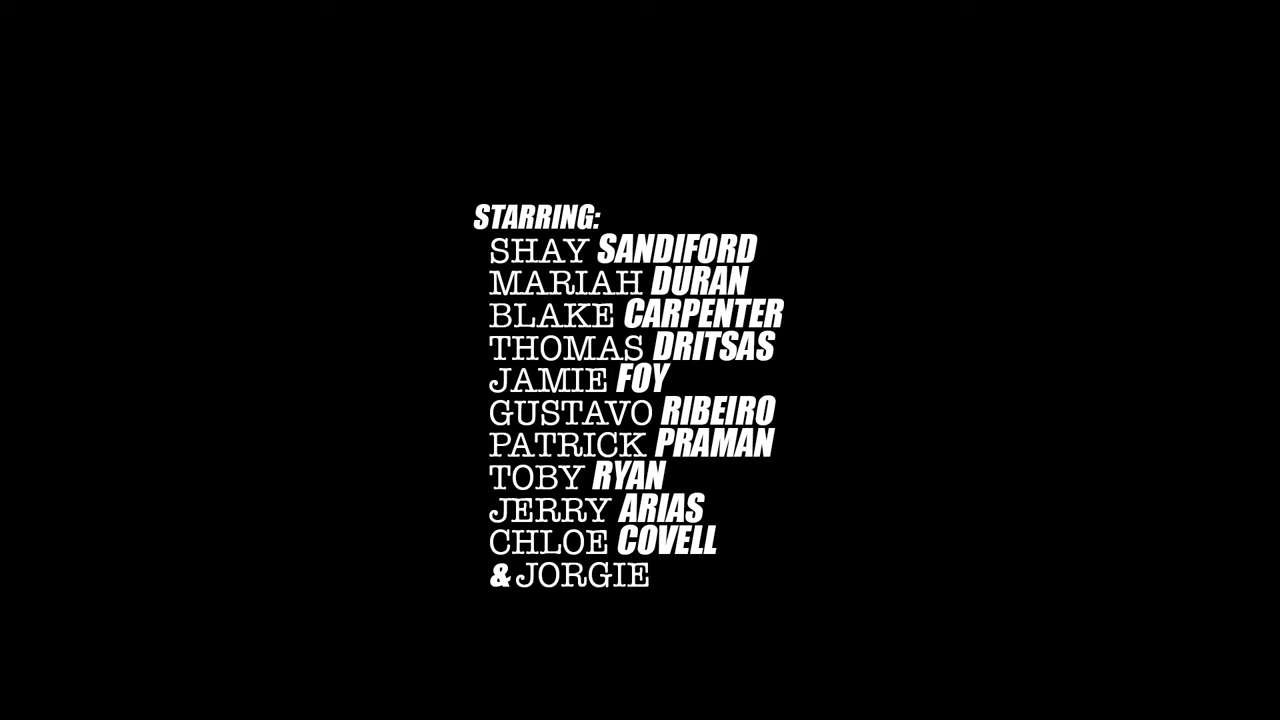 STARRING:
SHAY SANDIFORD
MARIAH DURAN
BLAKE CARPENTER
THOMAS DRITSAS
JAMIE FOY
GUSTAVO RIBEIRO
PATRICK PRAMAN
TOBY RYAN
JERRY ARIAS
CHLOE COVELL
& JORGIE